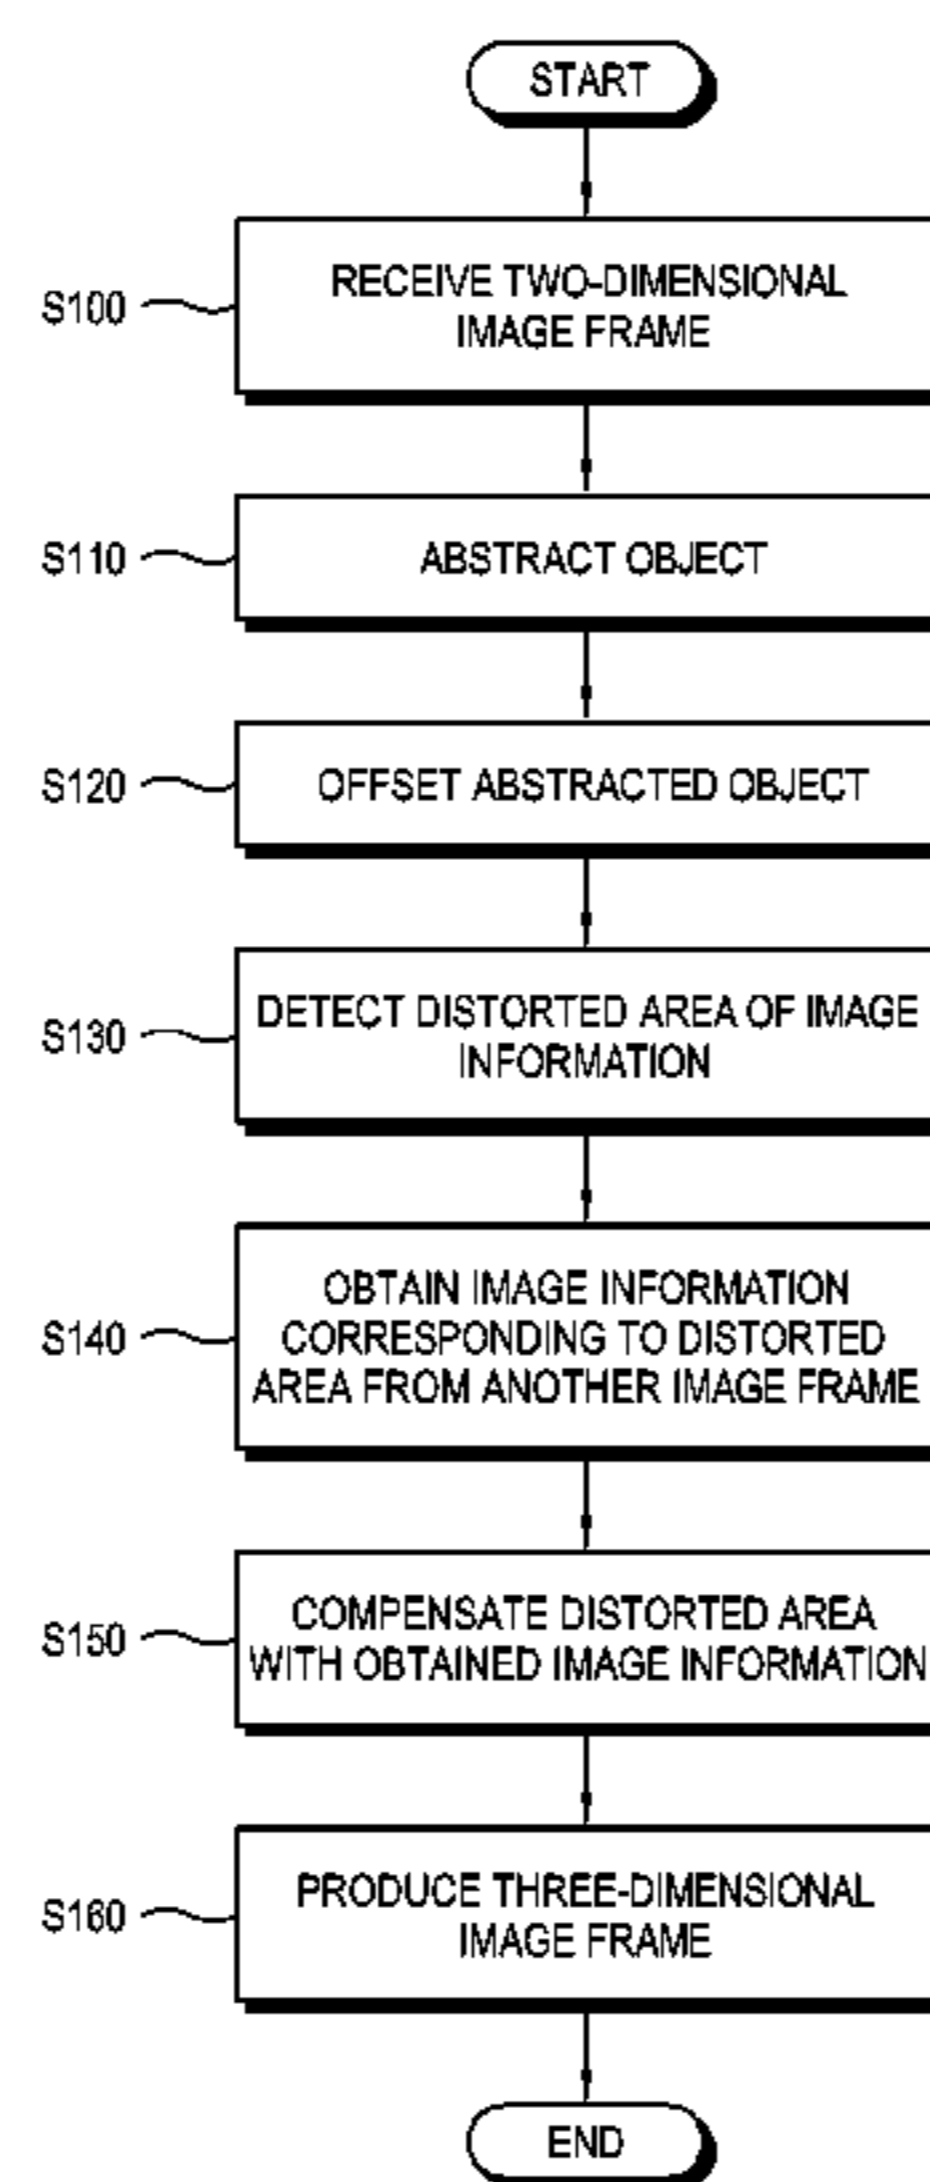 START
S100
RECEIVE TWO-DIMENSIONAL
IMAGE FRAME
S110
ABSTRACT OBJECT
S120
OFFSET ABSTRACTED OBJECT
S130
DETECT DISTORTED AREA OF IMAGE
INFORMATION
S140
OBTAIN IMAGE INFORMATION
CORRESPONDING TO DISTORTED
AREA FROM ANOTHER IMAGE FRAME
S150
COMPENSATE DISTORTED AREA
WITH OBTAINED IMAGE INFORMATION
S160
PRODUCE THREE-DIMENSIONAL
IMAGE FRAME
END